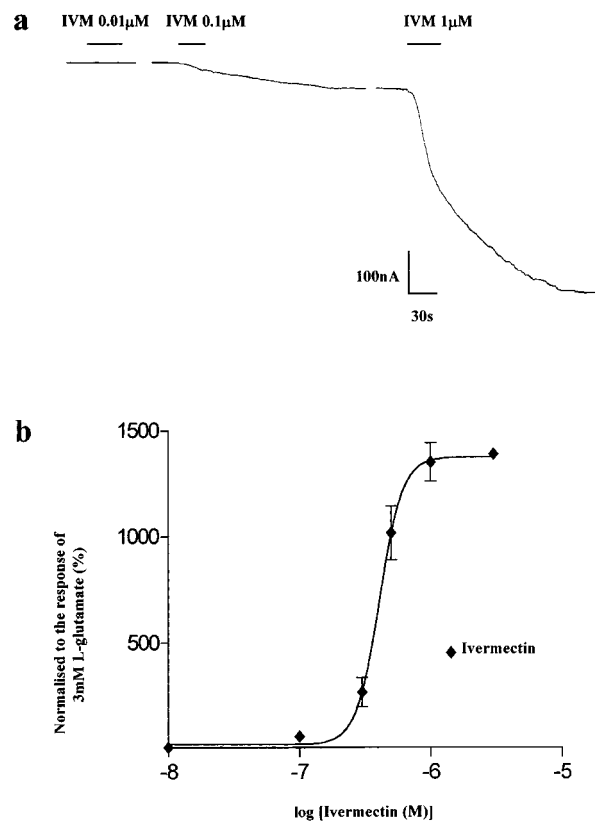 a
IVM 0.01μM IVM 0.1μM IVM 1μM
100nA
30s
b
Normalised to the response of
3mM L-glutamate (%)
1500
1000
500
Ivermectin
-8 -7 -6 -5
log [Ivermectin (M)]